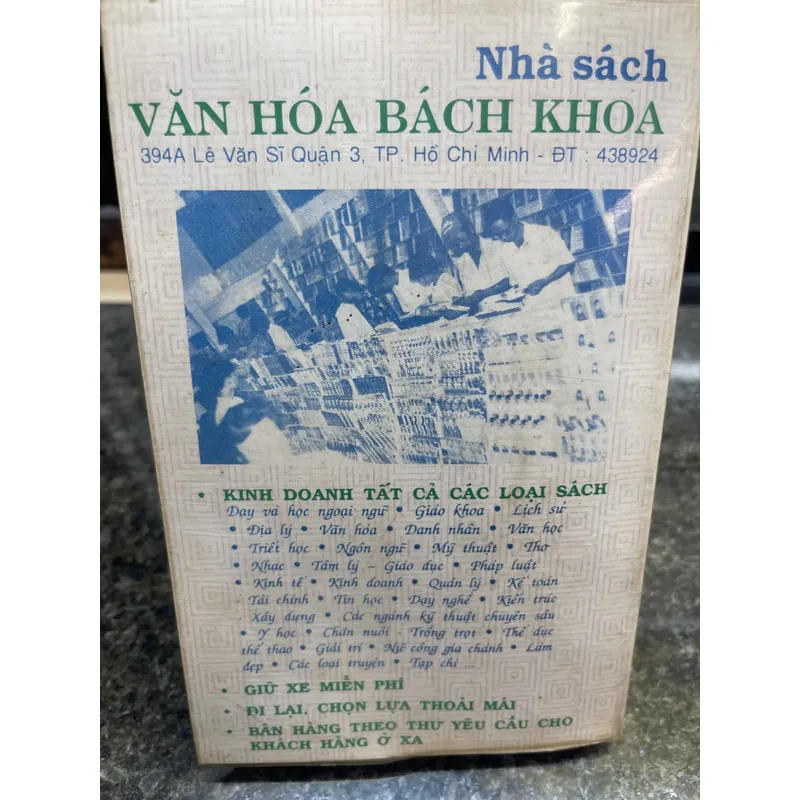 Nhà sách
VĂN HÓA BÁCH KHOA
394A Lê Văn Sĩ Quận 3, TP. Hồ Chí Minh - ĐT : 438924
• KINH DOANH TẤT CẢ CÁC LOẠI SÁCH
Dạy và học ngoại ngữ • Giáo khoa • Lịch sử
• Địa lý • Văn hóa • Danh nhân • Văn học
• Triết học • Ngôn ngữ • Mỹ thuật • Thơ
• Nhạc • Tâm lý – Giáo dục • Pháp luật
• Kinh tế • Kinh doanh • Quản lý • Kế toán
- Tài chính • Tin học • Dạy nghề • Kiến trúc
- Xây dựng • Các ngành kỹ thuật chuyên sâu
• Y học • Chăn nuôi - Trồng trọt • Thể dục
thể thao • Giải trí • Nữ công gia chánh • Làm
đẹp • Các loại truyện • Tạp chí ...
• GIỮ XE MIỄN PHÍ
• ĐI LẠI, CHỌN LỰA THOẢI MÁI
• BÁN HÀNG THEO THƯ YÊU CẦU CHO
KHÁCH HÀNG Ở XA